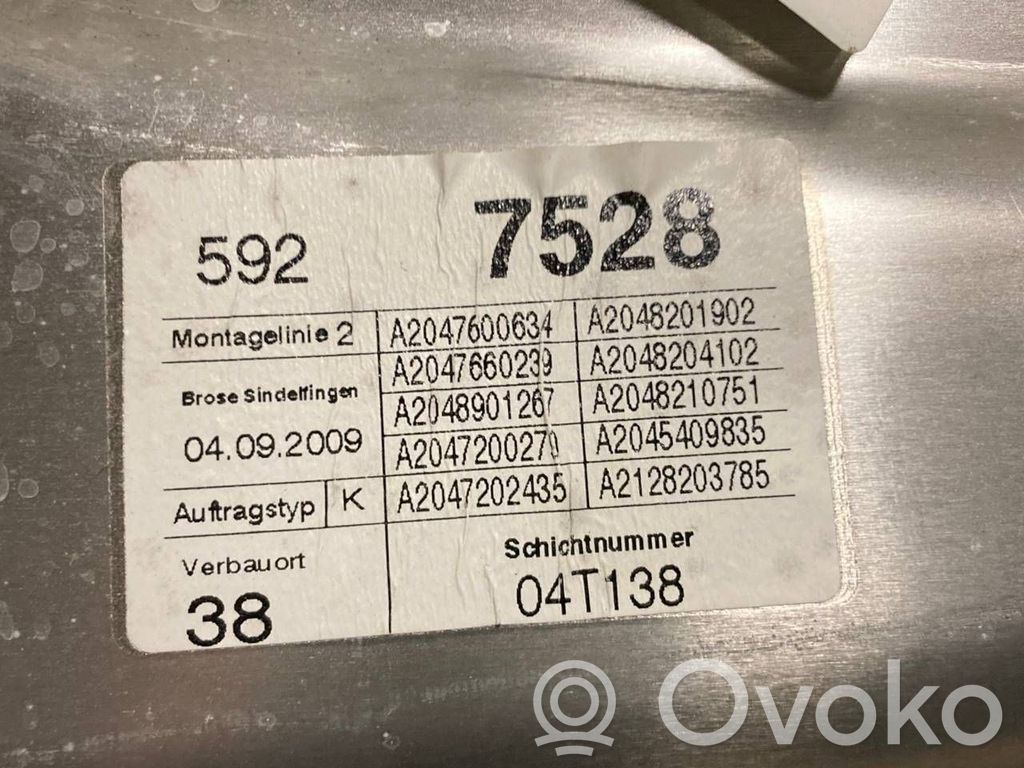 592 7528
Montagelinie 2 A2047600634 A2048201902
A2047660239 A2048204102
Brose Sindelfingen A2048901267 A2048210751
04.09.2009 A2047200270 A2045409835
Auftragstyp K A2047202435 A2128203785
Verbauort Schichtnummer
38 04T138
Ovoko